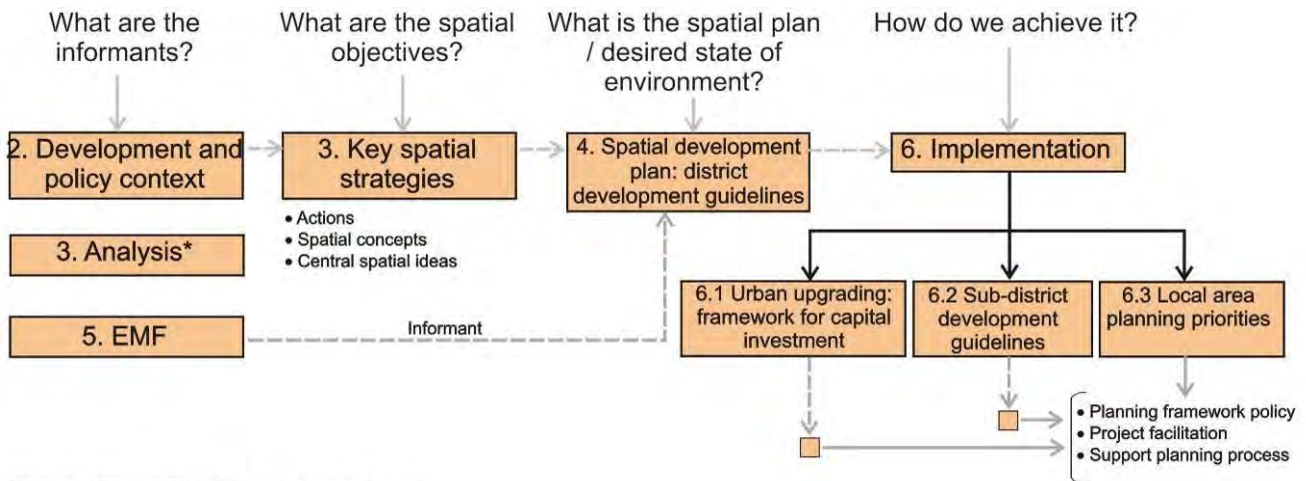 What are the
informants?
What are the spatial
objectives?
What is the spatial plan
/ desired state of
environment?
How do we achieve it?
2. Development and
policy context
3. Key spatial
strategies
4. Spatial development
plan: district
development guidelines
6. Implementation
• Actions
• Spatial concepts
• Central spatial ideas
3. Analysis*
5. EMF
Informant
6.1 Urban upgrading:
framework for capital
investment
6.2 Sub-district
development
guidelines
6.3 Local area
planning priorities
• Planning framework policy
• Project facilitation
• Support planning process